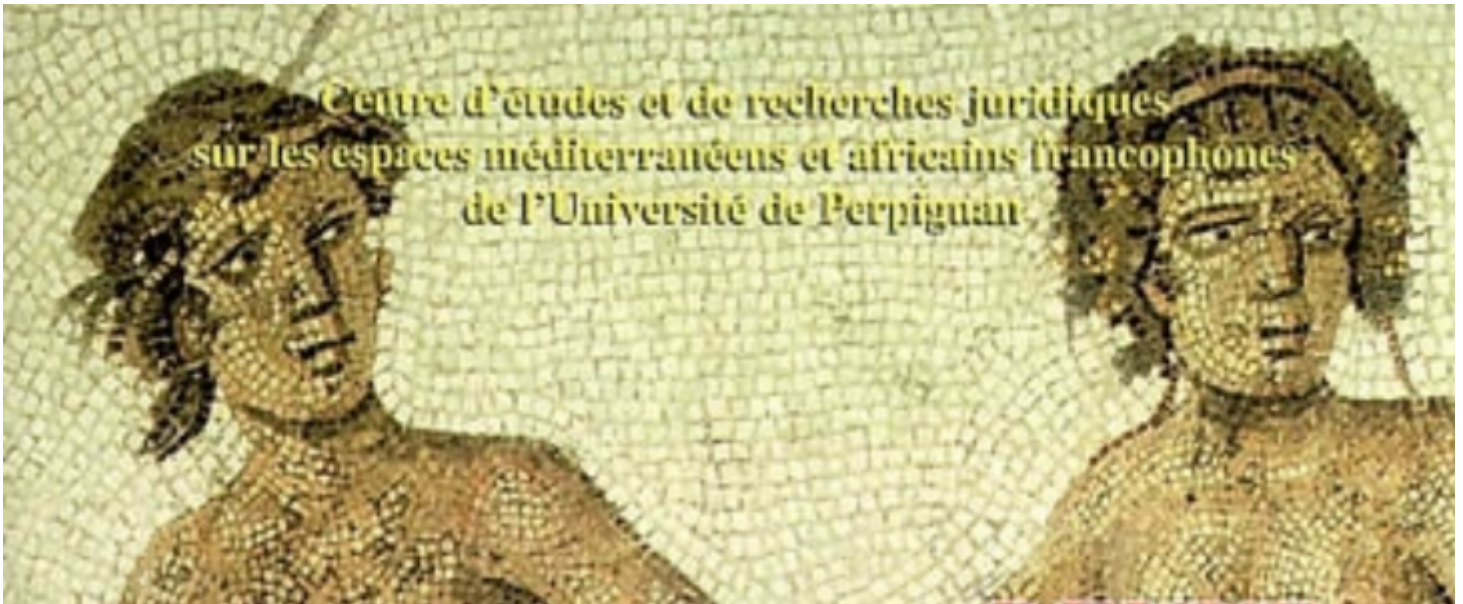 Centre d'études et de recherches juridiques
sur les espaces méditerranéens et africains francophones
de l'Université de Perpignan